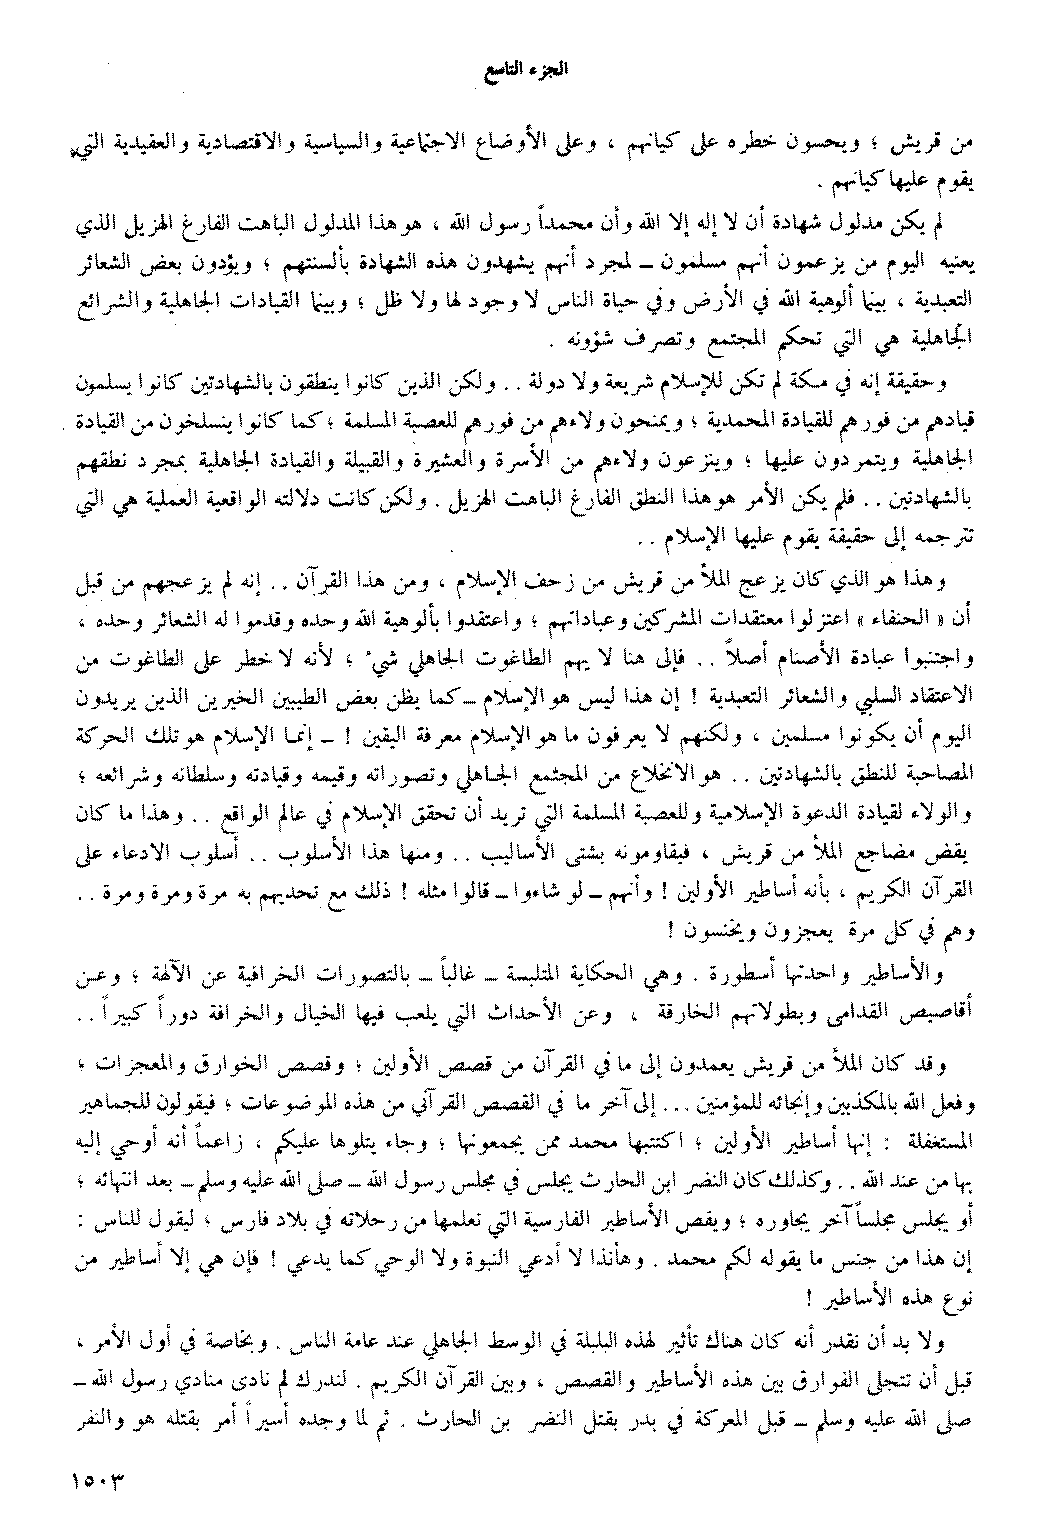 الجزء التاسع
من قريش ؛ ويحسون خطره على كيانهم ، وعلى الأوضاع الاجتماعية والسياسية والاقتصادية والعقيدية التي
يقوم عليها كيانهم .
لم يكن مدلول شهادة أن لا إله إلا الله وأن محمداً رسول الله ، هو هذا المدلول الباهت الفارغ الهزيل الذي
يعنيه اليوم من يزعمون أنهم مسلمون – لمجرد أنهم يشهدون هذه الشهادة بألسنتهم ؛ ويؤدون بعض الشعائر
التعبدية ، بينما ألوهية الله في الأرض وفي حياة الناس لا وجود لها ولا ظل ؛ وبينما القيادات الجاهلية والشرائع
الجاهلية هي التي تحكم المجتمع وتصرف شؤونه .
وحقيقة إنه في مكة لم تكن للإسلام شريعة ولا دولة .. ولكن الذين كانوا ينطقون بالشهادتين كانوا يسلمون
قيادهم من فورهم للقيادة المحمدية ؛ ويمنحون ولاءهم من فورهم للعصبة المسلمة ؛ كما كانوا ينسلخون من القيادة
الجاهلية ويتمردون عليها ؛ وينزعون ولاءهم من الأسرة والعشيرة والقبيلة والقيادة الجاهلية بمجرد نطقهم
بالشهادتين .. فلم يكن الأمر هو هذا النطق الفارغ الباهت الهزيل . ولكن كانت دلالته الواقعية العملية هي التي
تترجمه إلى حقيقة يقوم عليها الإسلام ..
وهذا هو الذي كان يزعج الملأ من قريش من زحف الإسلام ، ومن هذا القرآن .. إنه لم يزعجهم من قبل
أن « الحنفاء » اعتزلوا معتقدات المشركين وعباداتهم ؛ واعتقدوا بألوهية الله وحده وقدموا له الشعائر وحده ،
واجتنبوا عبادة الأصنام أصلاً .. فإلى هنا لا يهم الطاغوت الجاهلي شيء ؛ لأنه لا خطر على الطاغوت من
الاعتقاد السلبي والشعائر التعبدية ! إن هذا ليس هو الإسلام – كما يظن بعض الطيبين الخيرين الذين يريدون
اليوم أن يكونوا مسلمين ، ولكنهم لا يعرفون ما هو الإسلام معرفة اليقين ! – إنما الإسلام هو تلك الحركة
المصاحبة للنطق بالشهادتين .. هو الانخلاع من المجتمع الجاهلي وتصوراته وقيمه وقيادته وسلطانه وشرائعه ؛
والولاء لقيادة الدعوة الإسلامية وللعصبة المسلمة التي تريد أن تحقق الإسلام في عالم الواقع .. وهذا ما كان
يقض مضاجع الملأ من قريش ، فيقاومونه بشتى الأساليب .. ومنها هذا الأسلوب .. أسلوب الادعاء على
القرآن الكريم ، بأنه أساطير الأولين ! وأنهم – لو شاءوا – قالوا مثله ! ذلك مع تحديهم به مرة ومرة ومرة ..
وهم في كل مرة يعجزون ويخنسون !
والأساطير واحدتها أسطورة . وهي الحكاية المتلبسة – غالباً – بالتصورات الخرافية عن الآلهة ؛ وعن
أقاصيص القدامى وبطولاتهم الخارقة ، وعن الأحداث التي يلعب فيها الخيال والخرافة دوراً كبيراً ..
وقد كان الملأ من قريش يعمدون إلى ما في القرآن من قصص الأولين ؛ وقصص الخوارق والمعجزات ؛
وفعل الله بالمكذبين وإنجائه للمؤمنين ... إلى آخر ما في القصص القرآني من هذه الموضوعات ؛ فيقولون للجماهير
المستغفلة : إنها أساطير الأولين ؛ اكتتبها محمد ممن يجمعونها ؛ وجاء يتلوها عليكم ، زاعماً أنه أوحي إليه
بها من عند الله .. وكذلك كان النضر ابن الحارث يجلس في مجلس رسول الله – صلى الله عليه وسلم – بعد انتهائه ؛
أو يجلس مجلساً آخر يجاوره ؛ ويقص الأساطير الفارسية التي تعلمها من رحلاته في بلاد فارس ؛ ليقول للناس :
إن هذا من جنس ما يقوله لكم محمد . وهأنذا لا أدعي النبوة ولا الوحي كما يدعي ! فإن هي إلا أساطير من
نوع هذه الأساطير !
ولا بد أن نقدر أنه كان هناك تأثير لهذه البلبلة في الوسط الجاهلي عند عامة الناس . وبخاصة في أول الأمر ،
قبل أن تتجلى الفوارق بين هذه الأساطير والقصص ، وبين القرآن الكريم . لندرك لم نادى منادي رسول الله –
صلى الله عليه وسلم – قبل المعركة في بدر بقتل النضر بن الحارث . ثم لما وجده أسيراً أمر بقتله هو والنفر
١٥٠٣